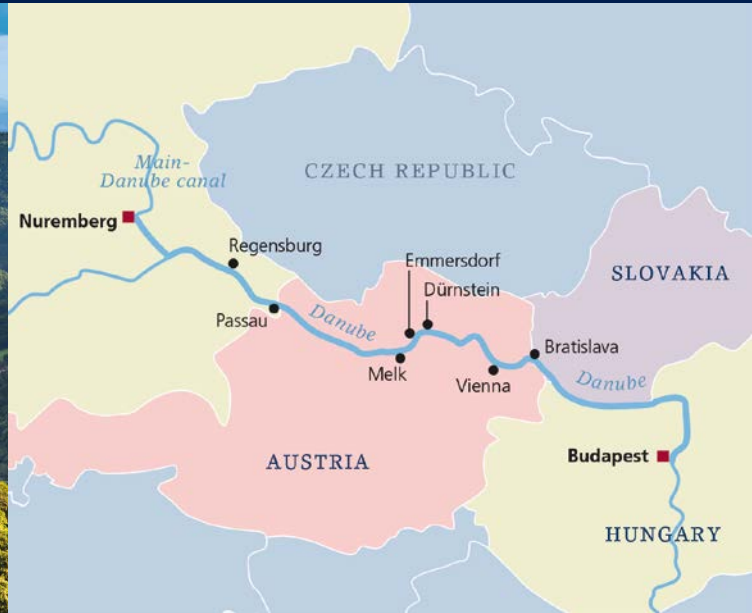 Main-
Danube canal
CZECH REPUBLIC
Nuremberg
Regensburg
Emmersdorf
Dürnstein
SLOVAKIA
Passau
Danube
Melk
Vienna
Bratislava
Danube
AUSTRIA
Budapest
HUNGARY